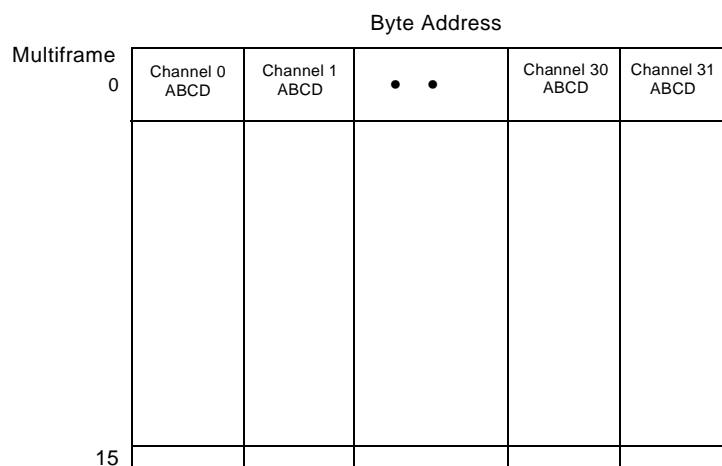 Byte Address
Multiframe
0
Channel 0
ABCD
Channel 1
ABCD
• •
Channel 30
ABCD
Channel 31
ABCD
15